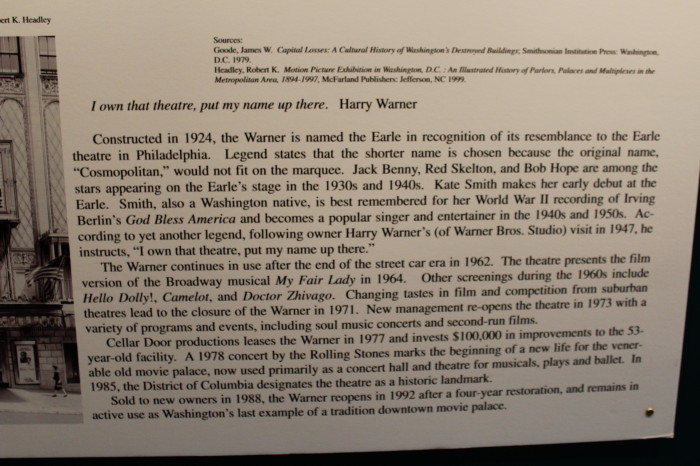 ert K. Headley
Sources:
Goode, James W. Capital Losses: A Cultural History of Washington's Destroyed Buildings; Smithsonian Institution Press: Washington,
D.C. 1979.
Headley, Robert K. Motion Picture Exhibition in Washington, D.C. : An Illustrated History of Parlors, Palaces and Multiplexes in the
Metropolitan Area, 1894-1997, McFarland Publishers: Jefferson, NC 1999.
I own that theatre, put my name up there. Harry Warner
Constructed in 1924, the Warner is named the Earle in recognition of its resemblance to the Earle
theatre in Philadelphia. Legend states that the shorter name is chosen because the original name,
"Cosmopolitan," would not fit on the marquee. Jack Benny, Red Skelton, and Bob Hope are among the
stars appearing on the Earle's stage in the 1930s and 1940s. Kate Smith makes her early debut at the
Earle. Smith, also a Washington native, is best remembered for her World War II recording of Irving
Berlin's God Bless America and becomes a popular singer and entertainer in the 1940s and 1950s. Ac-
cording to yet another legend, following owner Harry Warner's (of Warner Bros. Studio) visit in 1947, he
instructs, "I own that theatre, put my name up there."
The Warner continues in use after the end of the street car era in 1962. The theatre presents the film
version of the Broadway musical My Fair Lady in 1964. Other screenings during the 1960s include
Hello Dolly!, Camelot, and Doctor Zhivago. Changing tastes in film and competition from suburban
theatres lead to the closure of the Warner in 1971. New management re-opens the theatre in 1973 with a
variety of programs and events, including soul music concerts and second-run films.
Cellar Door productions leases the Warner in 1977 and invests $100,000 in improvements to the 53-
year-old facility. A 1978 concert by the Rolling Stones marks the beginning of a new life for the vener-
able old movie palace, now used primarily as a concert hall and theatre for musicals, plays and ballet. In
1985, the District of Columbia designates the theatre as a historic landmark.
Sold to new owners in 1988, the Warner reopens in 1992 after a four-year restoration, and remains in
active use as Washington's last example of a tradition downtown movie palace.